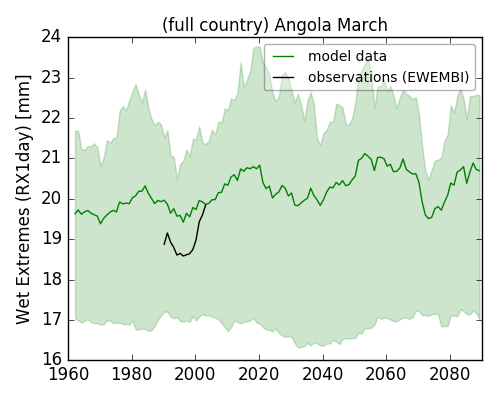 (full country) Angola March
Wet Extremes (RX1day) [mm]
24
23
22
21
20
19
18
17
16
model data
observations (EWEMBI)
1960 1980 2000 2020 2040 2060 2080